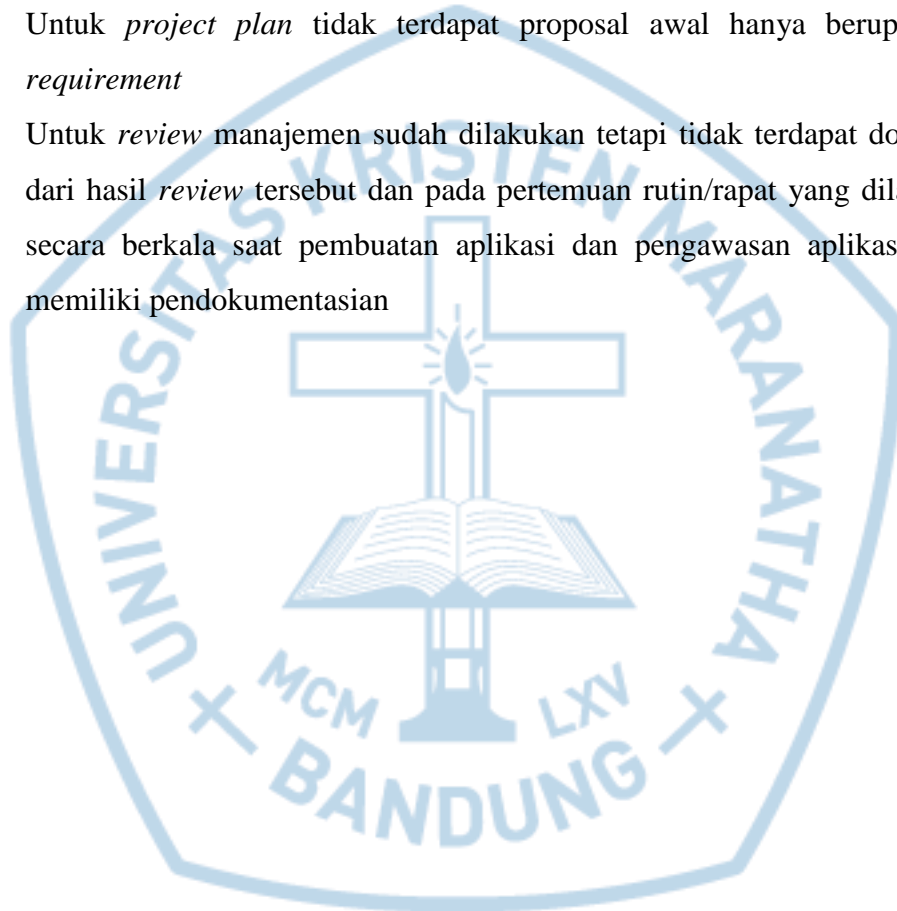 Untuk project plan tidak terdapat proposal awal hanya berup
requirement
Untuk review manajemen sudah dilakukan tetapi tidak terdapat do
dari hasil review tersebut dan pada pertemuan rutin/rapat yang dila
secara berkala saat pembuatan aplikasi dan pengawasan aplikas
memiliki pendokumentasian
UNIVERSITAS KRISTEN MARANATHA
MCM LXV
BANDUNG